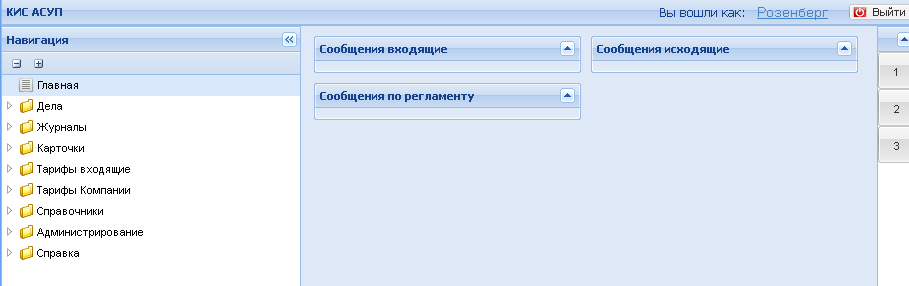 КИС АСУП
Вы вошли как: Розенберг Выйти
Навигация
Главная
Дела
Журналы
Карточки
Тарифы входящие
Тарифы Компании
Справочники
Администрирование
Справка
Сообщения входящие
Сообщения исходящие
Сообщения по регламенту
1
2
3